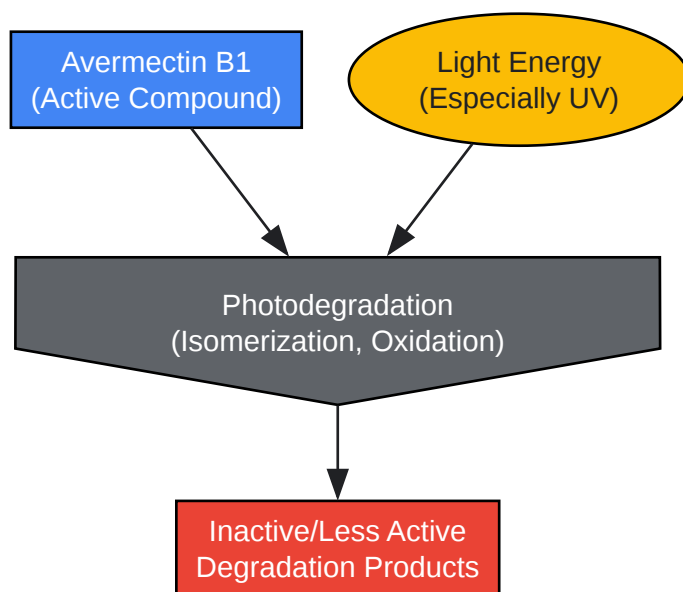 Avermectin B1
(Active Compound)
Light Energy
(Especially UV)
Photodegradation
(Isomerization, Oxidation)
Inactive/Less Active
Degradation Products